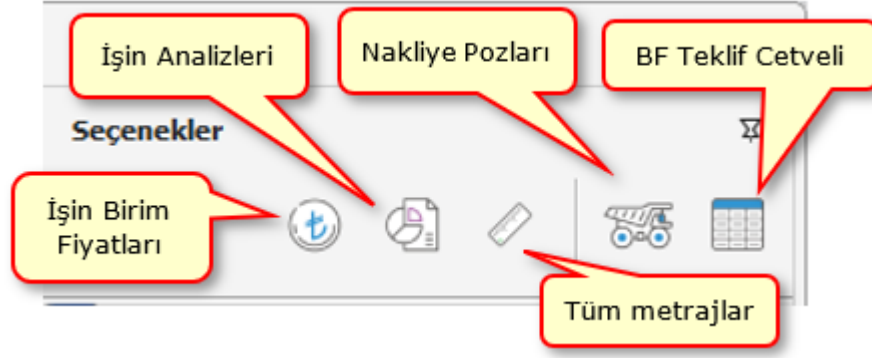 İşin Analizleri
Nakliye Pozları
BF Teklif Cetveli
Seçenekler
İşin Birim
Fiyatları
Tüm metrajlar